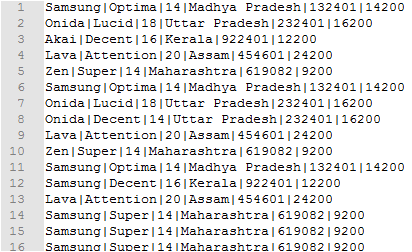 1 Samsung|Optima|14|Madhya Pradesh|132401|14200
2 Onida|Lucid|18|Uttar Pradesh|232401|16200
3 Akai|Decent|16|Kerala|922401|12200
4 Lava|Attention|20|Assam|454601|24200
5 Zen|Super|14|Maharashtra|619082|9200
6 Samsung|Optima|14|Madhya Pradesh|132401|14200
7 Onida|Lucid|18|Uttar Pradesh|232401|16200
8 Onida|Decent|14|Uttar Pradesh|232401|16200
9 Lava|Attention|20|Assam|454601|24200
10 Zen|Super|14|Maharashtra|619082|9200
11 Samsung|Optima|14|Madhya Pradesh|132401|14200
12 Samsung|Decent|16|Kerala|922401|12200
13 Lava|Attention|20|Assam|454601|24200
14 Samsung|Super|14|Maharashtra|619082|9200
15 Samsung|Super|14|Maharashtra|619082|9200
16 Samsung|Super|14|Maharashtra|619082|9200